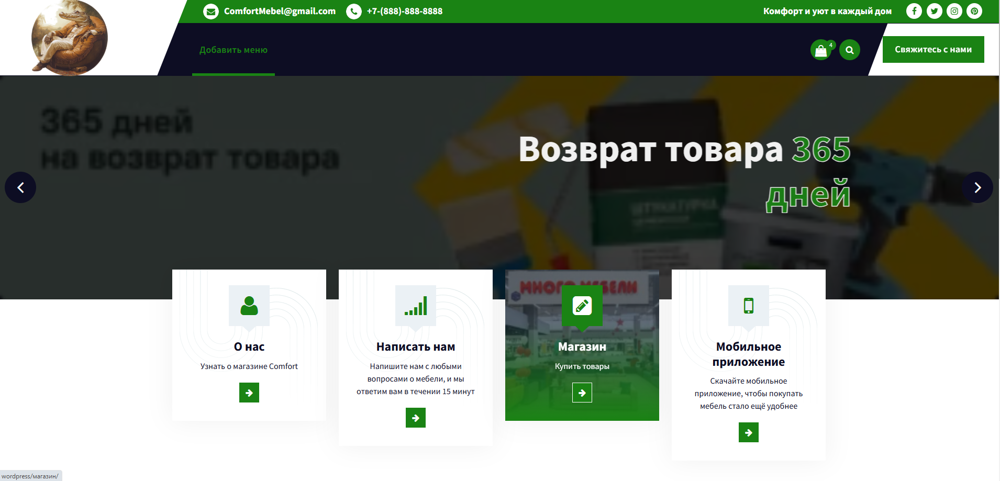 ComfortMebel@gmail.com +7-(888)-888-8888 Комфорт и уют в каждый дом
Добавить меню
4
Свяжитесь с нами
365 дней
на возврат товара
Возврат товара 365
дней
ШТУКАТУРКА
МНОГО МЕБЕЛИ
О нас
Узнать о магазине Comfort
Написать нам
Напишите нам с любыми
вопросами о мебели, и мы
ответим вам в течении 15 минут
Магазин
Купить товары
Мобильное
приложение
Скачайте мобильное
приложение, чтобы покупать
мебель стало ещё удобнее
wordpress/магазин/